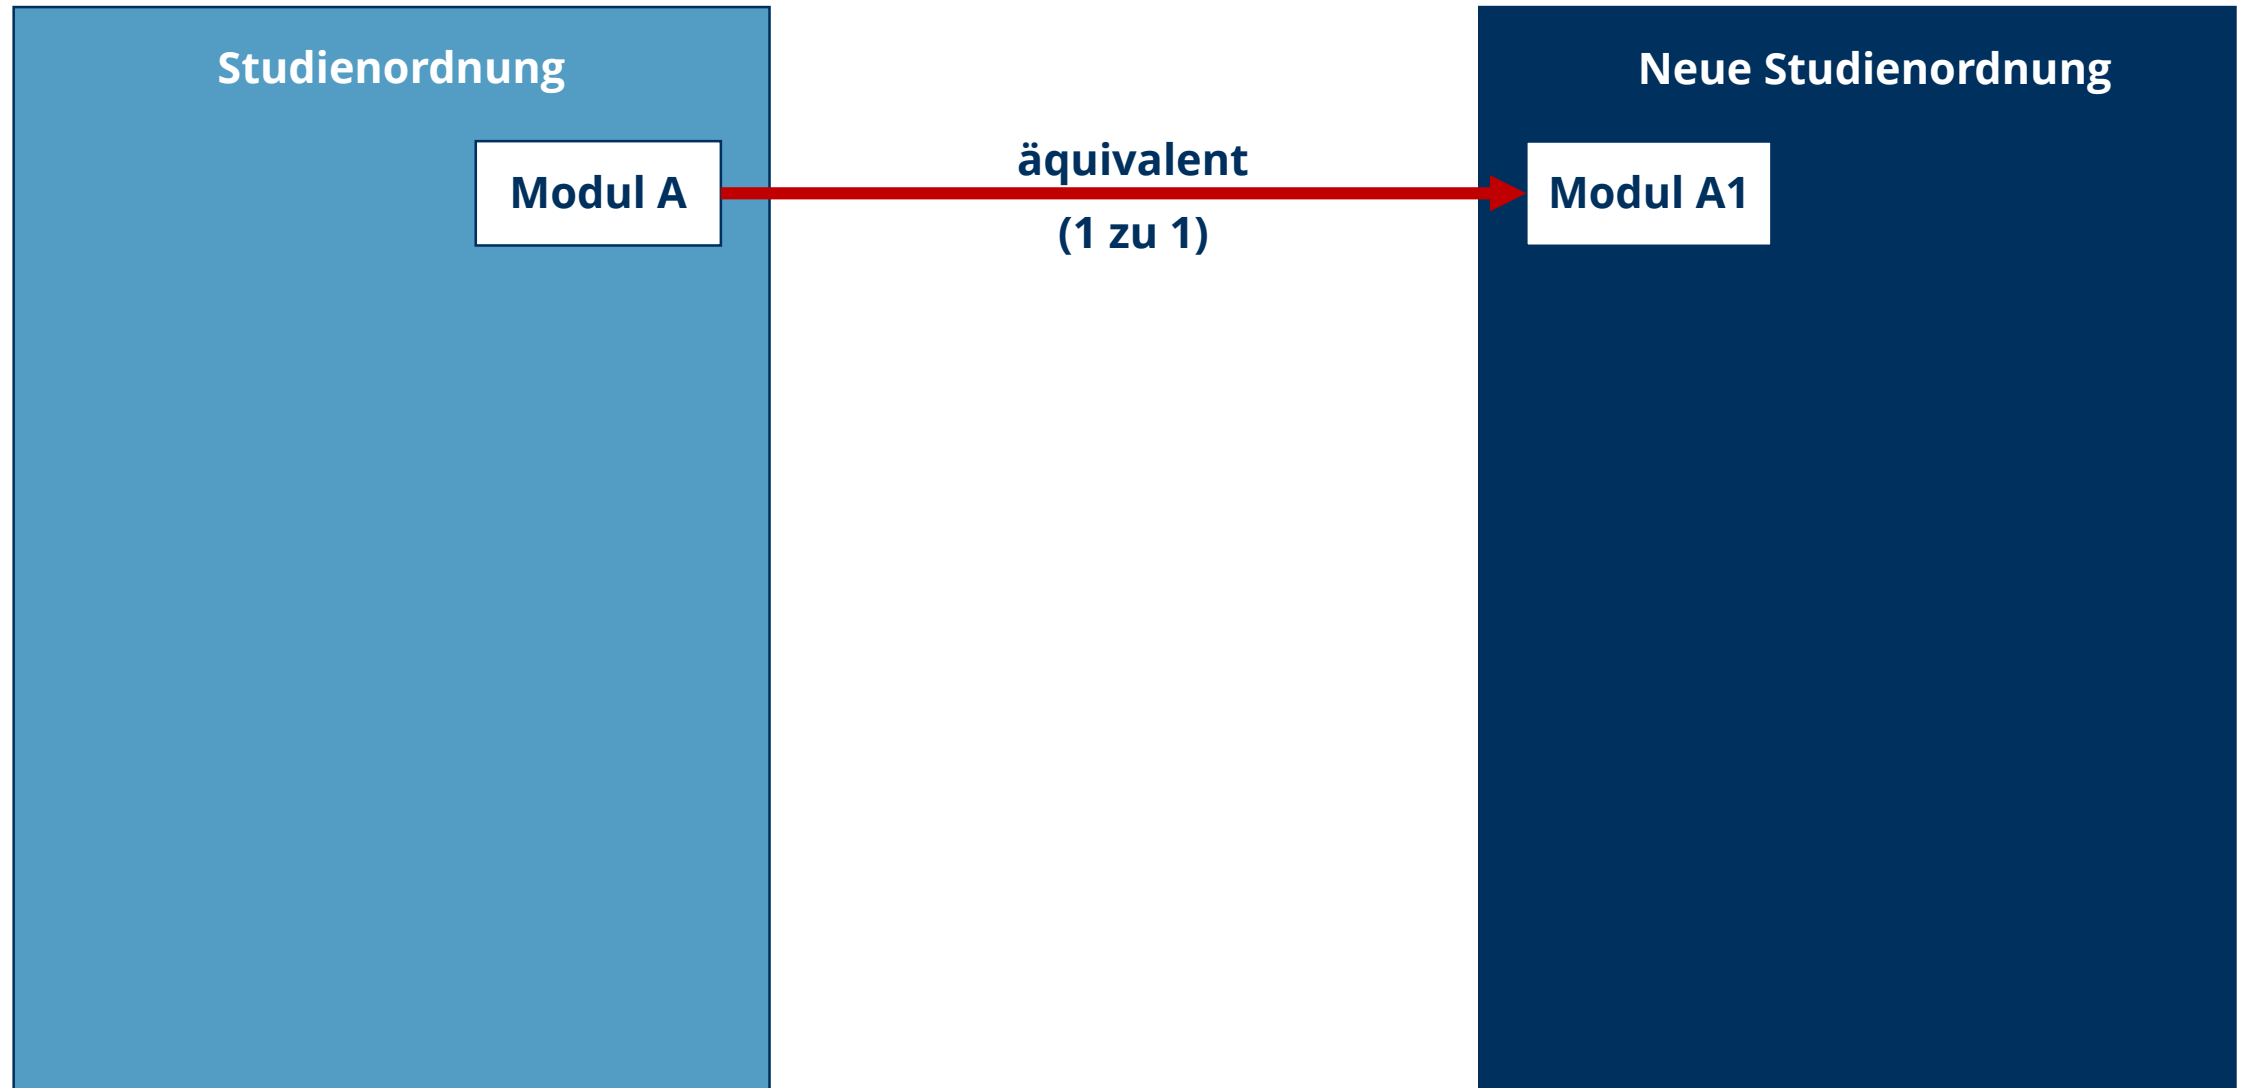 Studienordnung
Neue Studienordnung
Modul A
äquivalent
(1 zu 1)
Modul A1